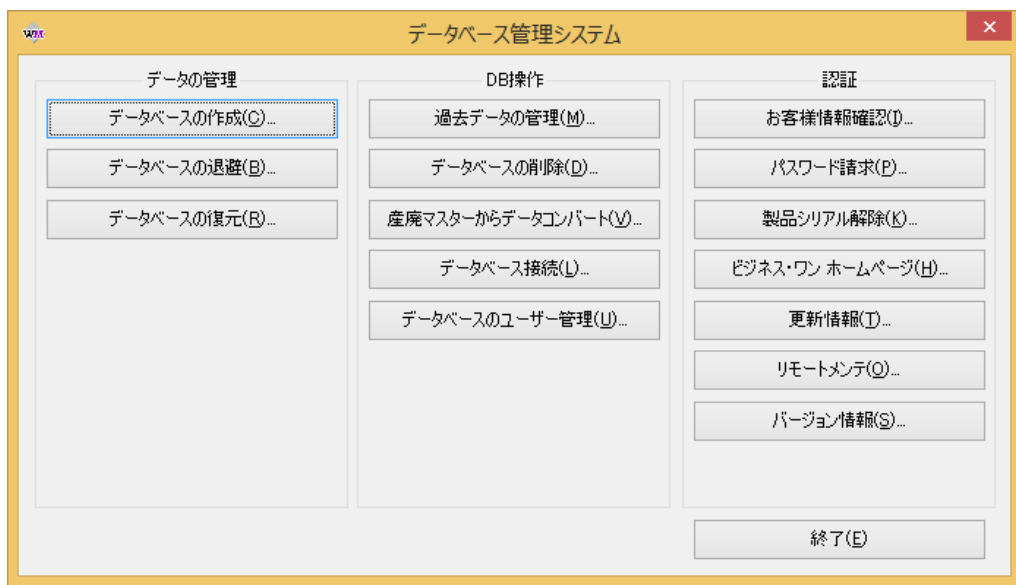 WM
データベース管理システム
データの管理
データベースの作成(C)...
データベースの退避(B)...
データベースの復元(R)...
DB操作
過去データの管理(M)...
データベースの削除(D)...
産廃マスターからデータコンバート(V)...
データベース接続(L)...
データベースのユーザー管理(U)...
認証
お客様情報確認(I)...
パスワード請求(P)...
製品シリアル解除(K)...
ビジネス・ワン ホームページ(H)...
更新情報(T)...
リモートメンテ(O)...
バージョン情報(S)...
終了(E)